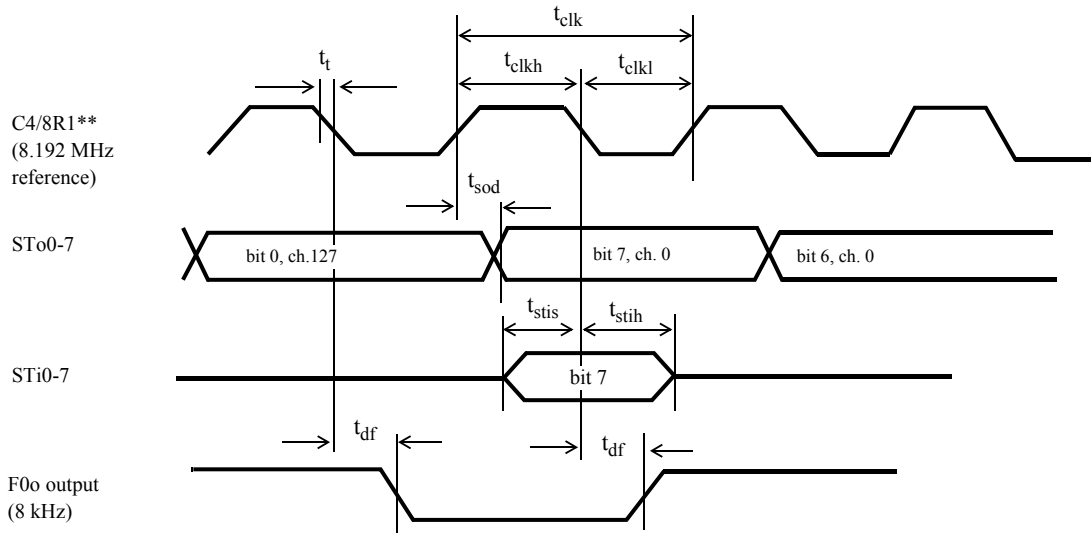 t_clk
t_t
t_clkh
t_clkl
C4/8R1**
(8.192 MHz
reference)
t_sod
STo0-7
bit 0, ch.127
bit 7, ch. 0
bit 6, ch. 0
t_stis
t_stih
STi0-7
bit 7
t_df
t_df
F0o output
(8 kHz)